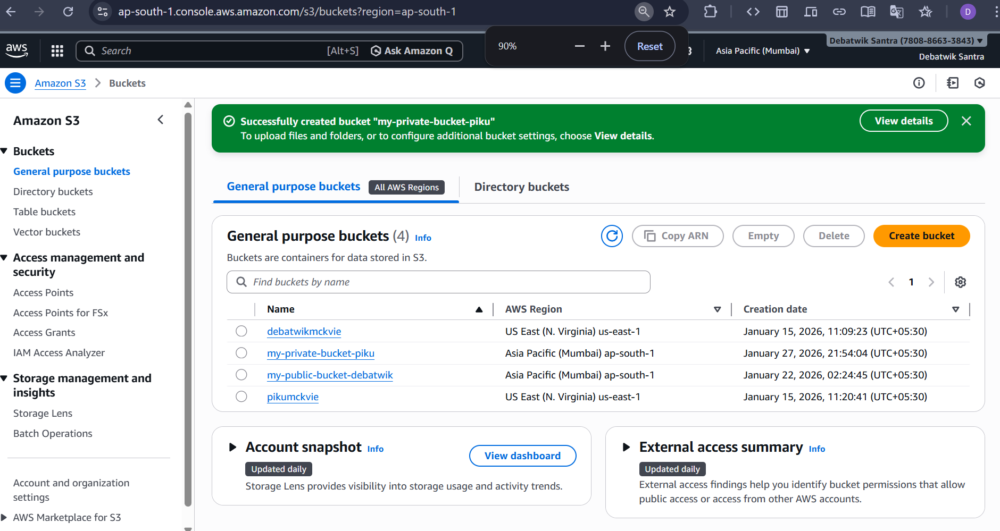 ap-south-1.console.aws.amazon.com/s3/buckets?region=ap-south-1
D
90%
Reset
aws
Search
[Alt+S]
Ask Amazon Q
Asia Pacific (Mumbai)
Debatwik Santra (7808-8663-3843)
Debatwik Santra
Amazon S3
Buckets
Amazon S3
Buckets
General purpose buckets
Directory buckets
Table buckets
Vector buckets
Access management and
security
Access Points
Access Points for FSx
Access Grants
IAM Access Analyzer
Storage management and
insights
Storage Lens
Batch Operations
Account and organization
settings
AWS Marketplace for S3
Successfully created bucket "my-private-bucket-piku"
To upload files and folders, or to configure additional bucket settings, choose View details.
View details
General purpose buckets
All AWS Regions
Directory buckets
General purpose buckets (4) Info
Copy ARN
Empty
Delete
Create bucket
Buckets are containers for data stored in S3.
Find buckets by name
1
Name AWS Region Creation date
debatwikmckvie US East (N. Virginia) us-east-1 January 15, 2026, 11:09:23 (UTC+05:30)
my-private-bucket-piku Asia Pacific (Mumbai) ap-south-1 January 27, 2026, 21:54:04 (UTC+05:30)
my-public-bucket-debatwik Asia Pacific (Mumbai) ap-south-1 January 22, 2026, 02:24:45 (UTC+05:30)
pikumckvie US East (N. Virginia) us-east-1 January 15, 2026, 11:20:41 (UTC+05:30)
Account snapshot Info
View dashboard
Updated daily
Storage Lens provides visibility into storage usage and activity trends.
External access summary Info
Updated daily
External access findings help you identify bucket permissions that allow
public access or access from other AWS accounts.